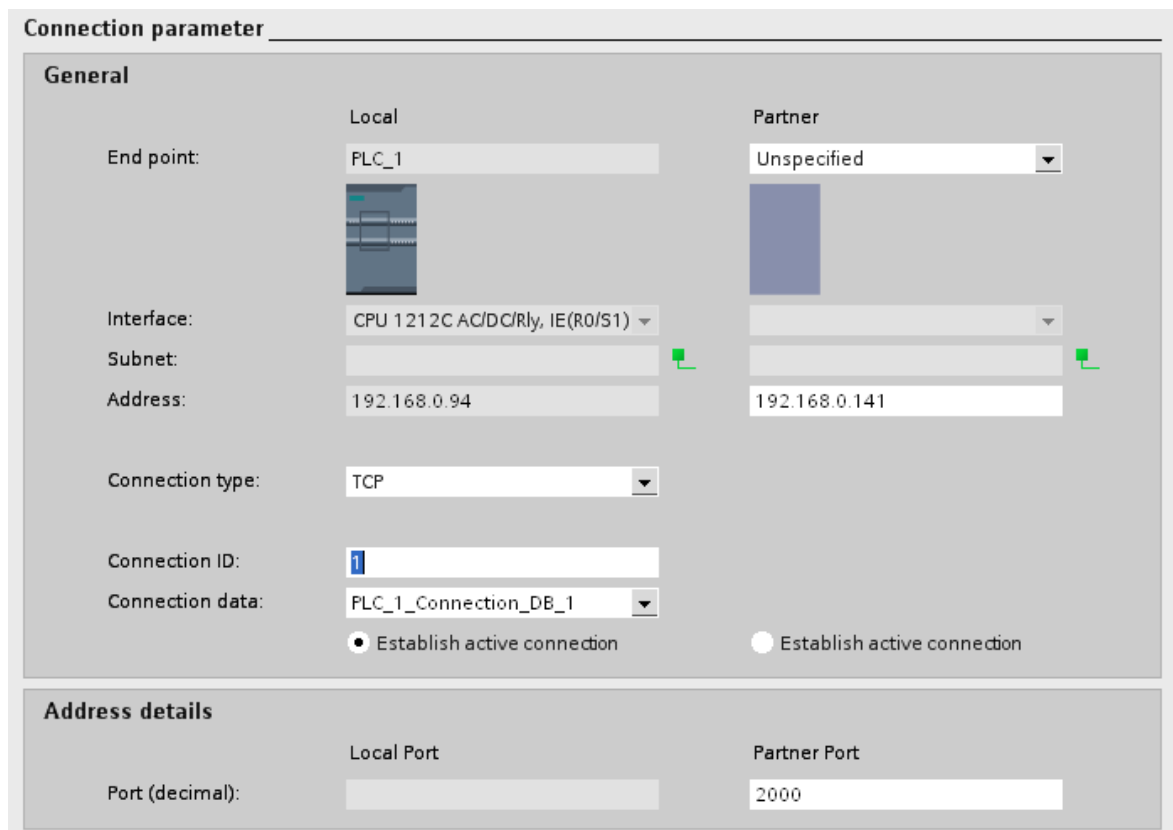 Connection parameter
General
Local Partner
End point: PLC_1 Unspecified
Interface: CPU 1212C AC/DC/Rly, IE(R0/S1)
Subnet:
Address: 192.168.0.94 192.168.0.141
Connection type: TCP
Connection ID: 1
Connection data: PLC_1_Connection_DB_1
Establish active connection Establish active connection
Address details
Local Port Partner Port
Port (decimal): 2000